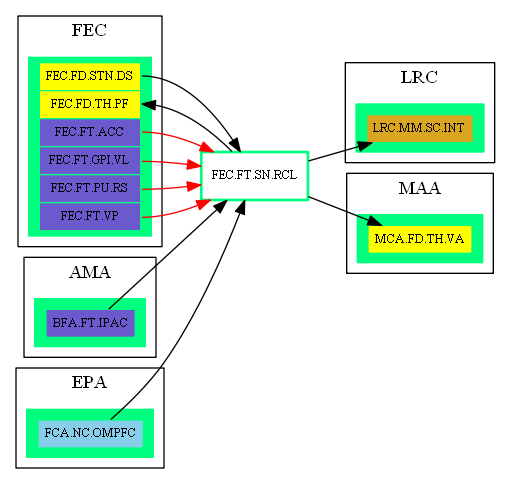 FEC
FEC.FD.STN.DS
FEC.FD.TH.PF
FEC.FT.ACC
FEC.FT.GPI.VL
FEC.FT.PU.RS
FEC.FT.VP
AMA
BFA.FT.IPAC
EPA
FCA.NC.OMPFC
FEC.FT.SN.RCL
LRC
LRC.MM.SC.INT
MAA
MCA.FD.TH.VA